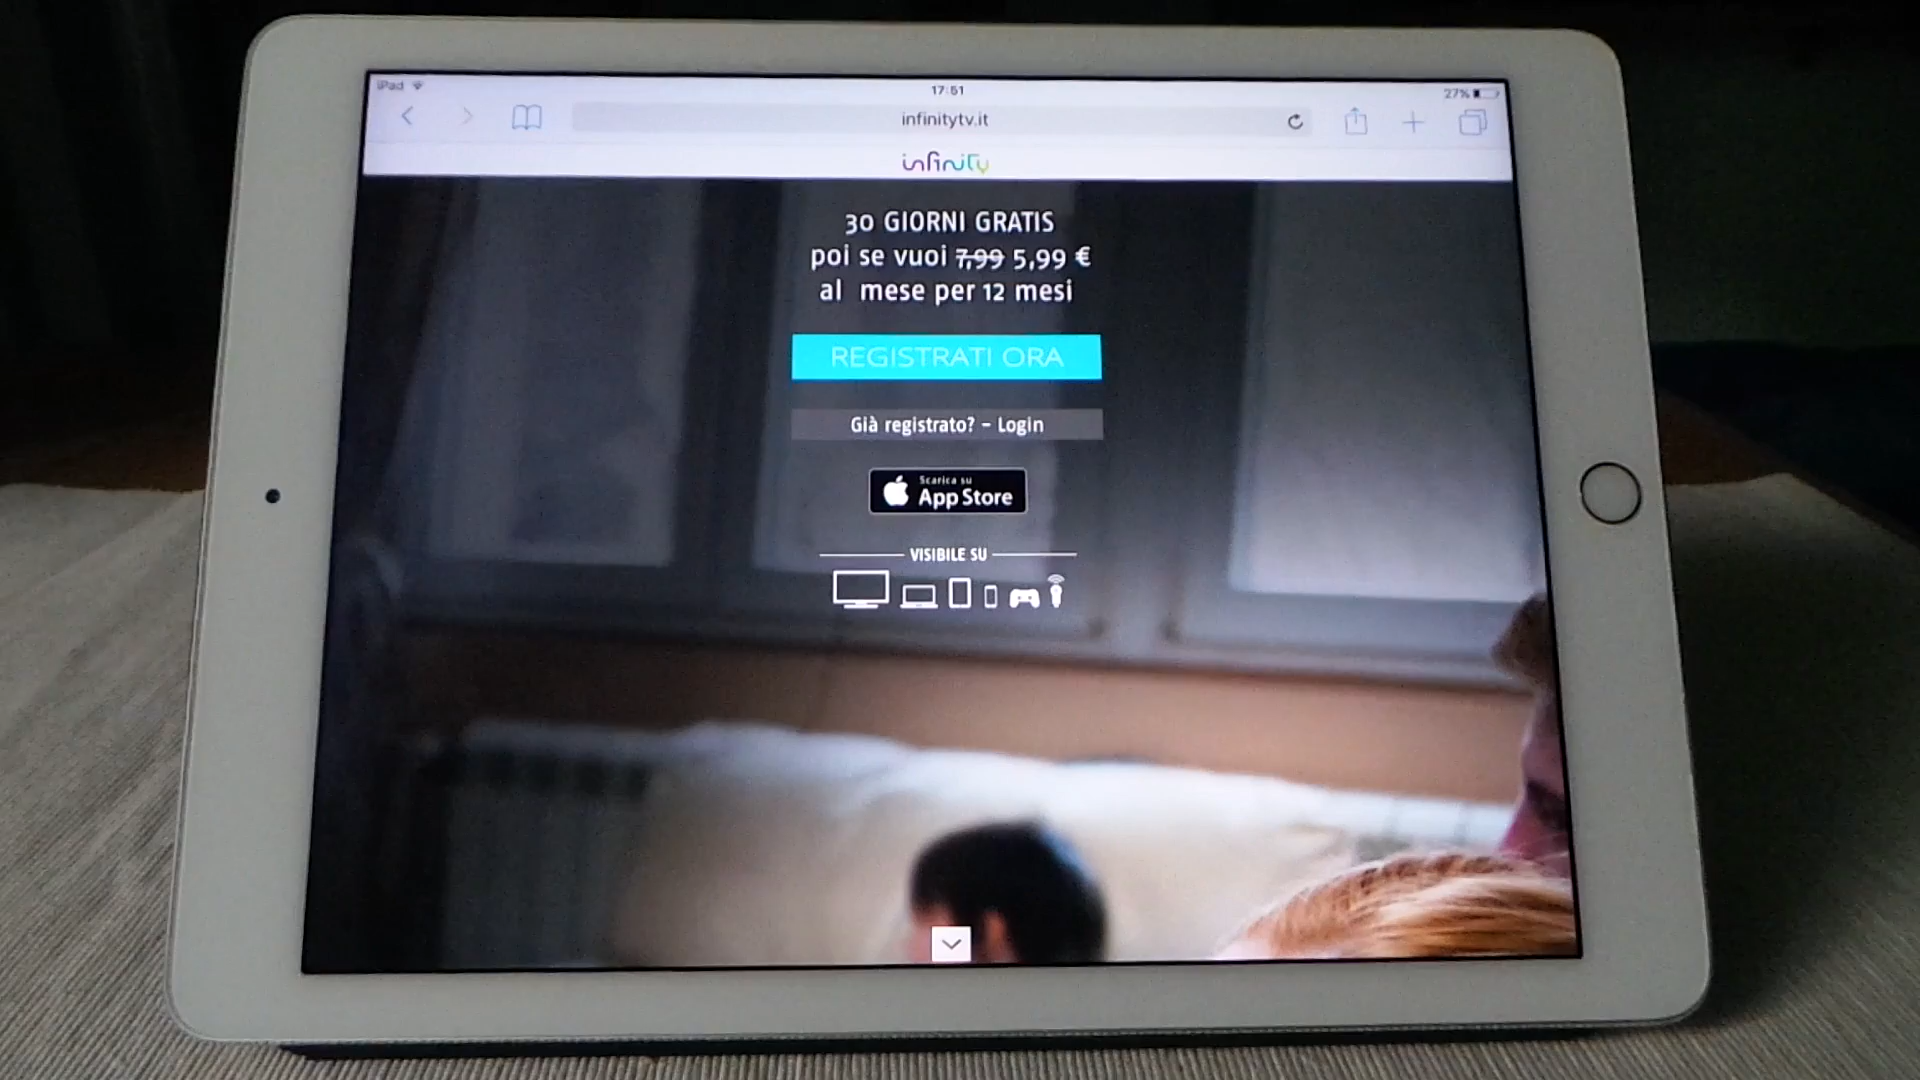 iPad
17:51
27%
infinitytv.it
infinity
30 GIORNI GRATIS
poi se vuoi 7,99 5,99 €
al mese per 12 mesi
REGISTRATI ORA
Già registrato? - Login
Scarica su
App Store
VISIBILE SU